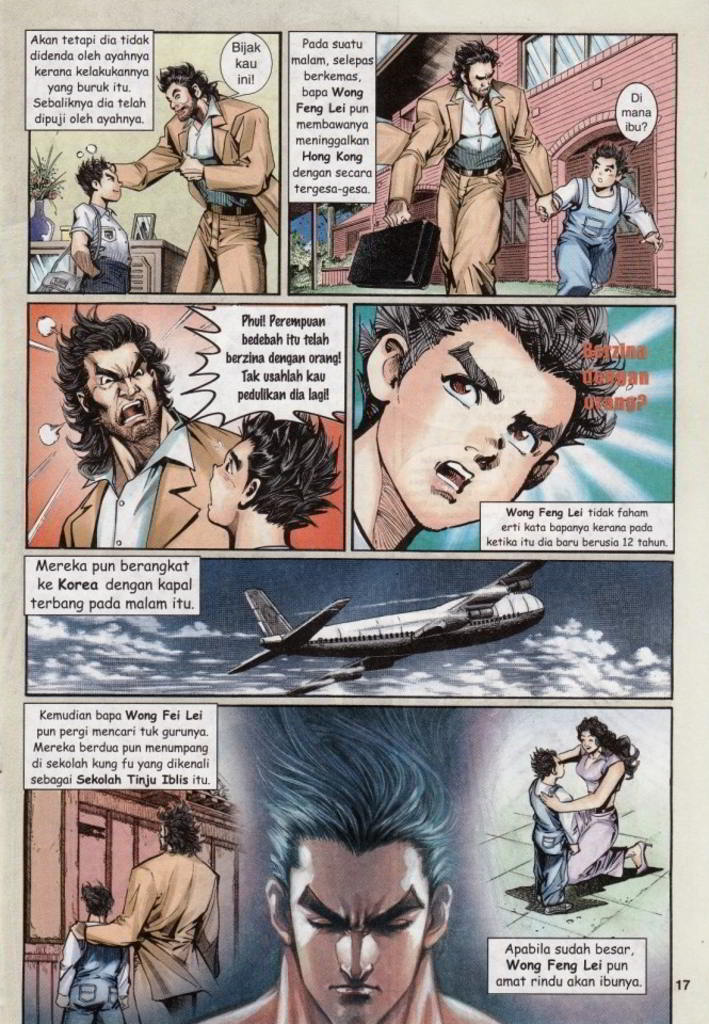 Akan tetapi dia tidak
didenda oleh ayahnya
kerana kelakukannya
yang buruk itu.
Sebaliknya dia telah
dipuji oleh ayahnya.
Bijak
kau
ini!
Pada suatu
malam, selepas
berkemas,
bapa Wong
Feng Lei pun
membawanya
meninggalkan
Hong Kong
dengan secara
tergesa-gesa.
Di
mana
ibu?
Phui! Perempuan
bedebah itu telah
berzina dengan orang!
Tak usahlah kau
pedulikan dia lagi!
Berzina
dengan
orang?
Wong Feng Lei tidak faham
erti kata bapanya kerana pada
ketika itu dia baru berusia 12 tahun.
Mereka pun berangkat
ke Korea dengan kapal
terbang pada malam itu.
Kemudian bapa Wong Fei Lei
pun pergi mencari tuk gurunya.
Mereka berdua pun menumpang
di sekolah kung fu yang dikenali
sebagai Sekolah Tinju Iblis itu.
Apabila sudah besar,
Wong Feng Lei pun
amat rindu akan ibunya.
17